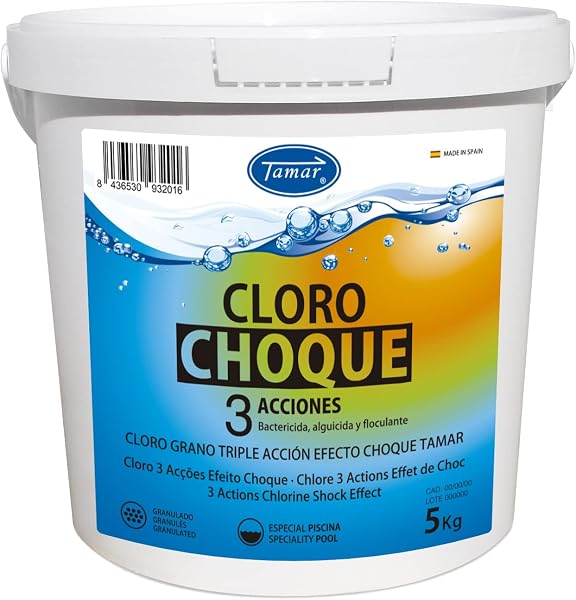 Tamar®
MADE IN SPAIN
8 436530 932016
CLORO
CHOQUE
3 ACCIONES
Bactericida, alguicida y floculante
CLORO GRANO TRIPLE ACCIÓN EFECTO CHOQUE TAMAR
Cloro 3 Acções Efeito Choque · Chlore 3 Actions Effet de Choc
3 Actions Chlorine Shock Effect
CAD: 00/00/00
LOTE 000000
GRANULADO
GRANULÉS
GRANULATED
ESPECIAL PISCINA
SPECIALITY POOL
5 Kg